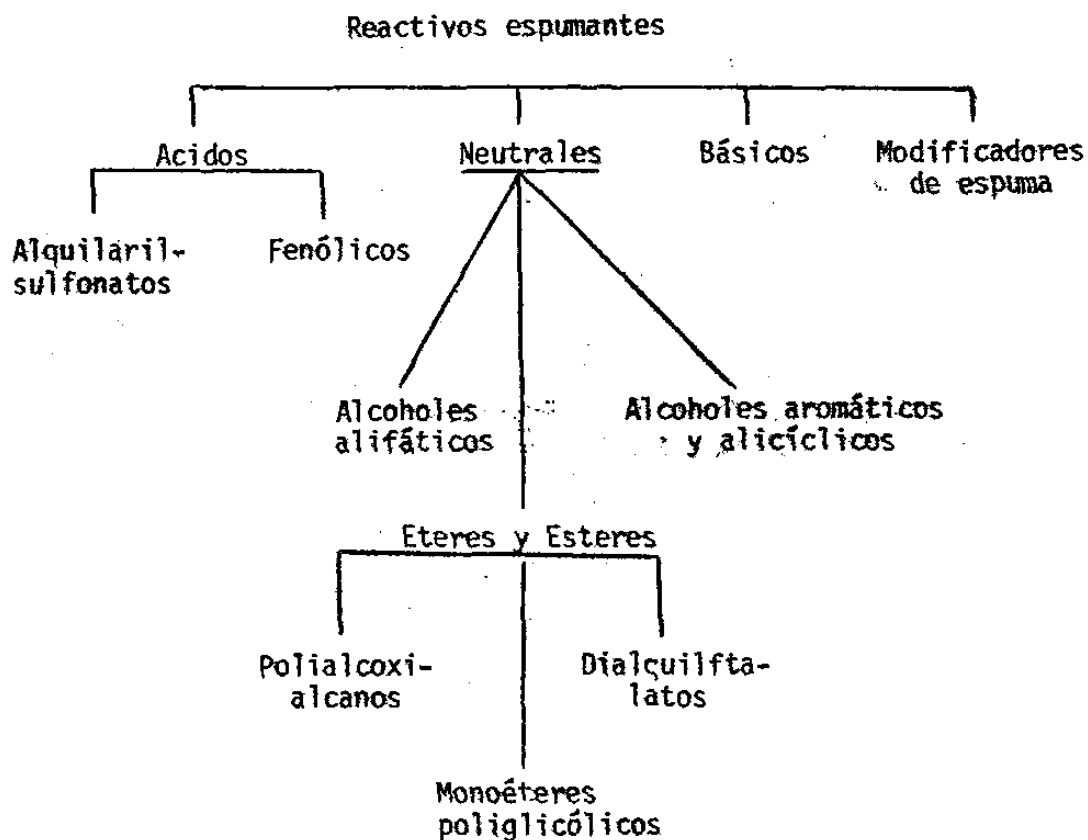 Reactivos espumantes
Acidos
Neutrales
Básicos
Modificadores
de espuma
Alquilaril-
sulfonatos
Fenólicos
Alcoholes
alifáticos
Alcoholes aromáticos
y alicíclicos
Eteres y Esteres
Polialcoxi-
alcanos
Dialquilfta-
latos
Monoéteres
poliglicólicos